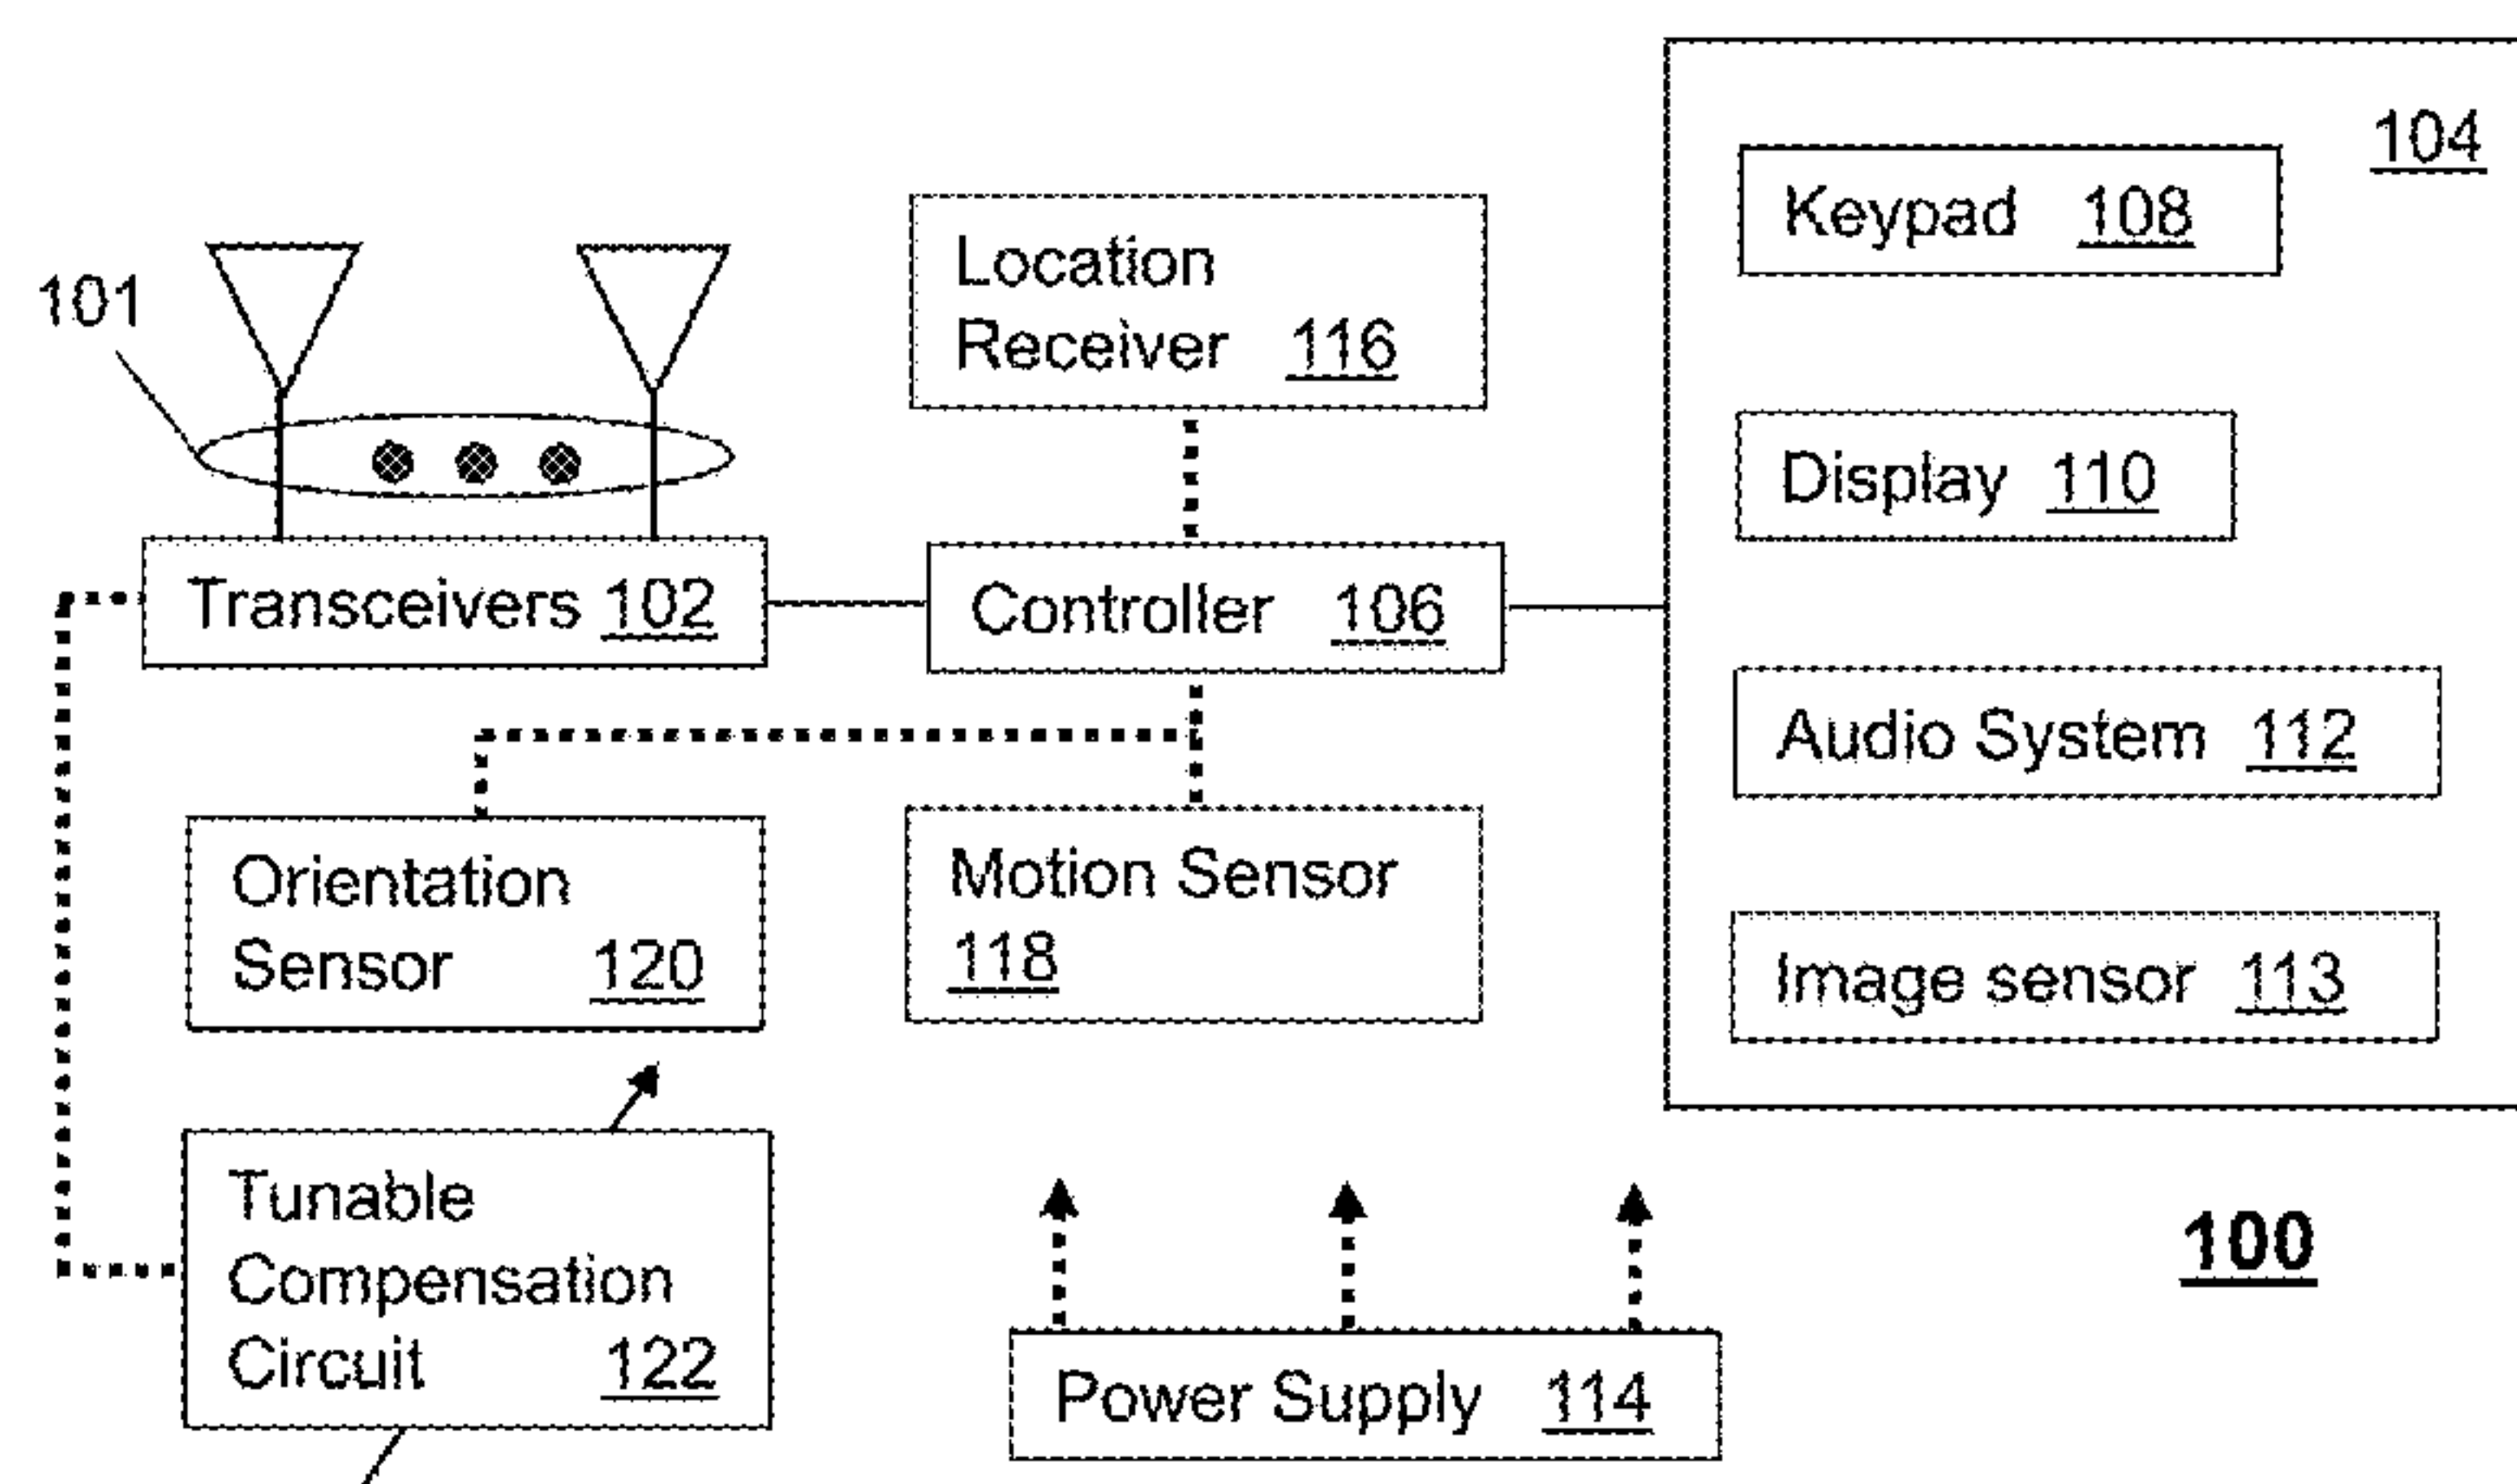 104
Keypad 108
Location
Receiver 116
101
Display 110
Transceivers 102
Controller 106
Audio System 112
Orientation
Sensor 120
Motion Sensor
118
Image sensor 113
Tunable
Compensation
Circuit 122
100
Power Supply 114